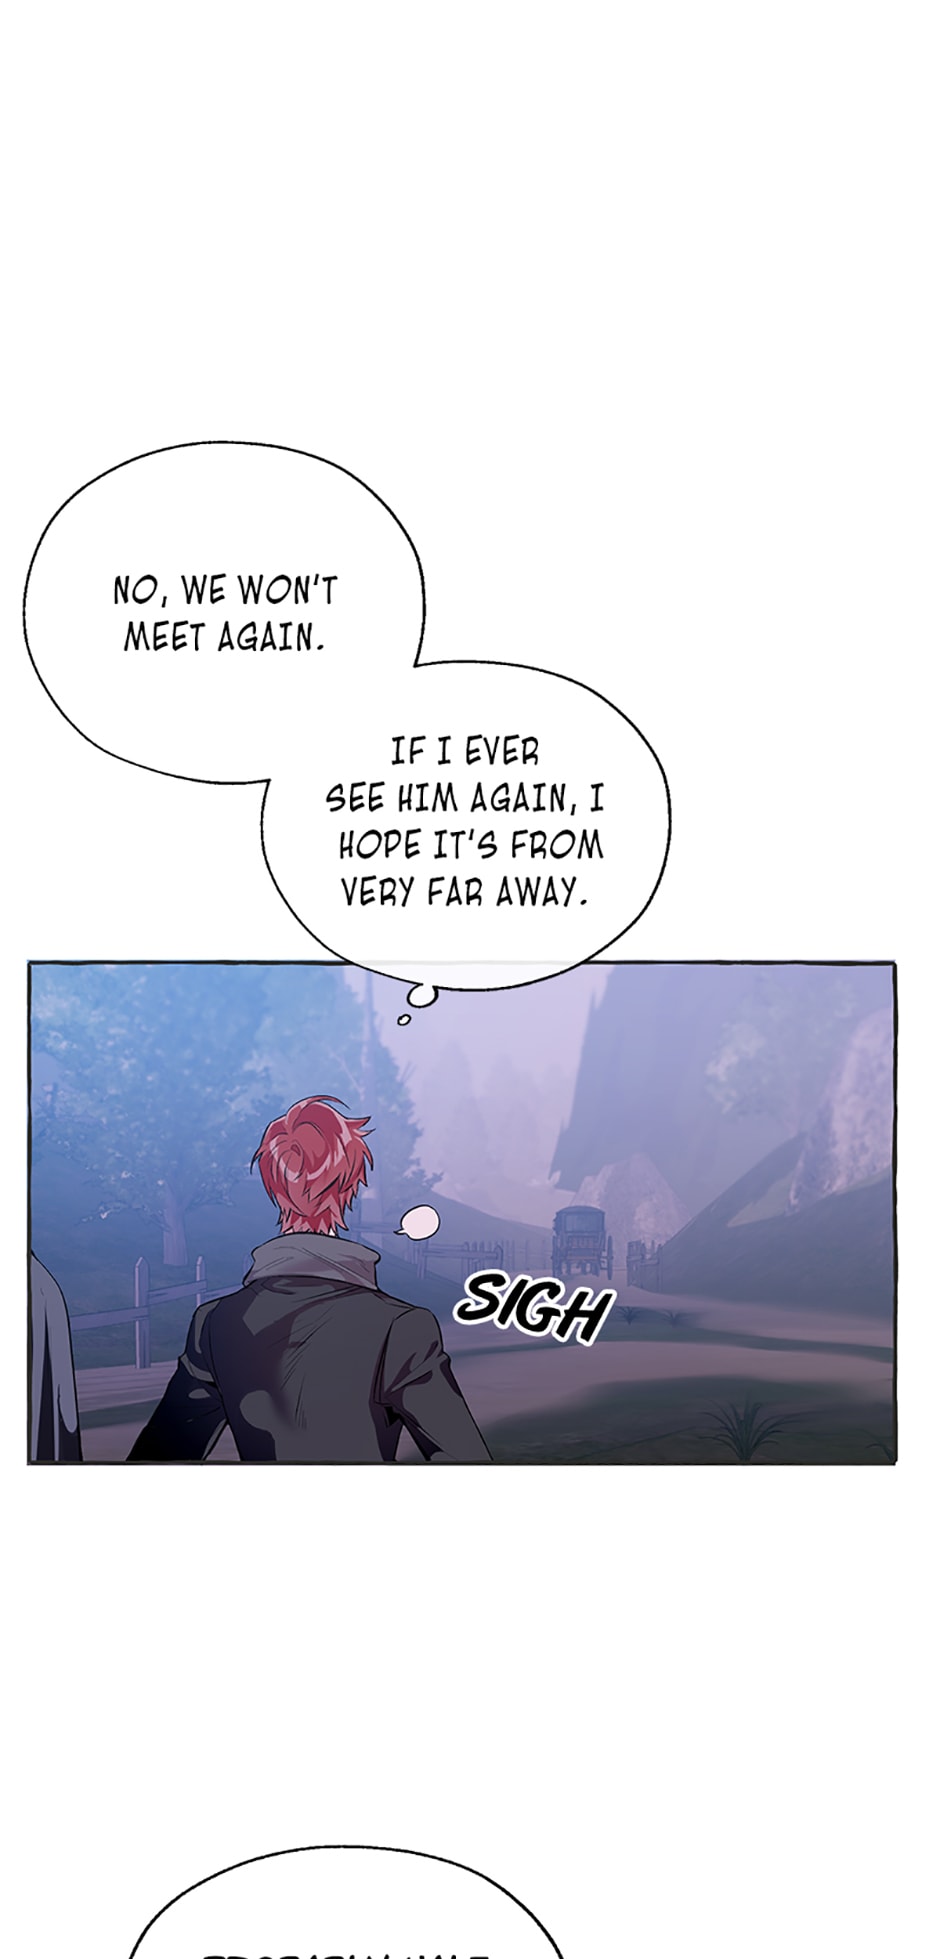 NO, WE WON'T
MEET AGAIN.
IF I EVER
SEE HIM AGAIN, I
HOPE IT'S FROM
VERY FAR AWAY.
SIGH